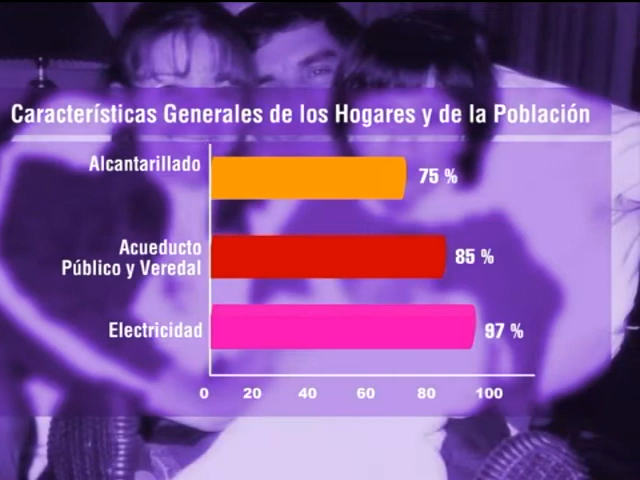 Características Generales de los Hogares y de la Población
Alcantarillado
75 %
Acueducto
Público y Veredal
85 %
Electricidad
97 %
0 20 40 60 80 100